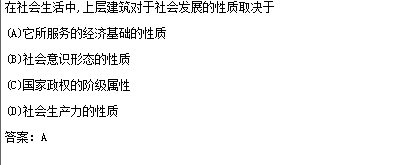 在社会生活中,上层建筑对于社会发展的性质取决于
(A)它所服务的经济基础的性质
(B)社会意识形态的性质
(C)国家政权的阶级属性
(D)社会生产力的性质
答案：A